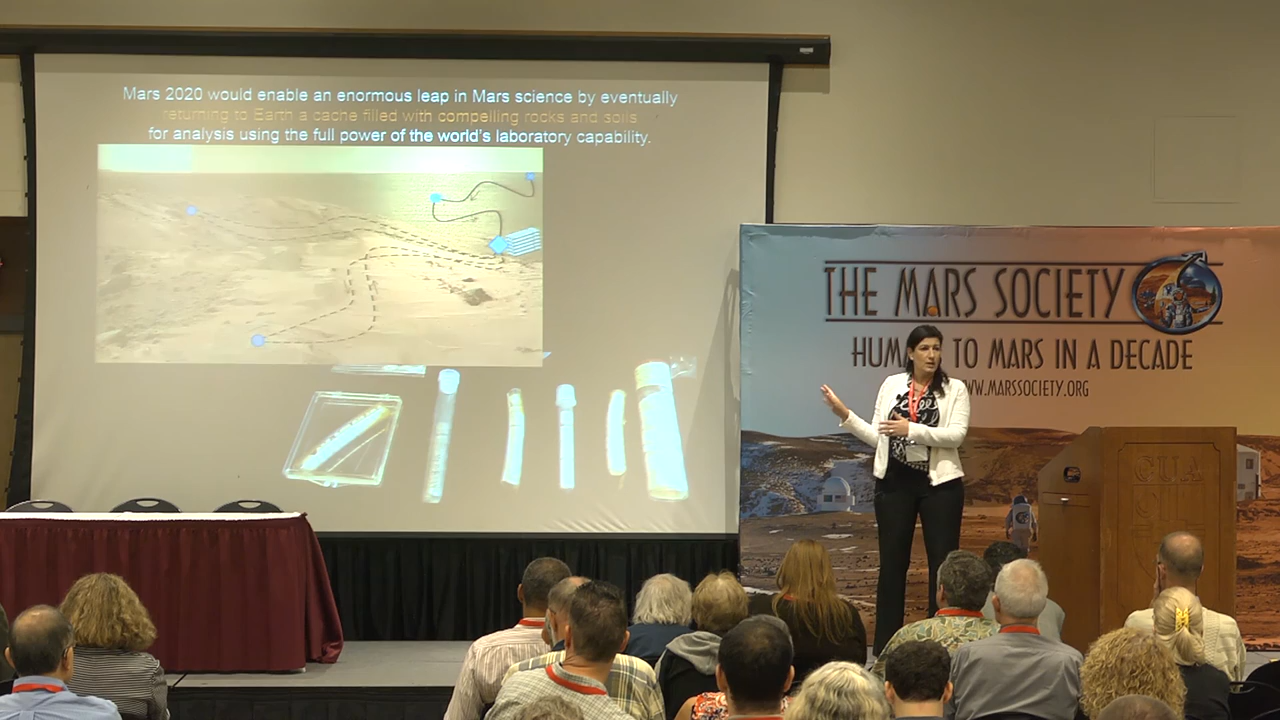 Mars 2020 would enable an enormous leap in Mars science by eventually
returning to Earth a cache filled with compelling rocks and soils
for analysis using the full power of the world's laboratory capability.
THE MARS SOCIETY
HUM TO MARS IN A DECADE
WWW.MARSSOCIETY.ORG
CUA